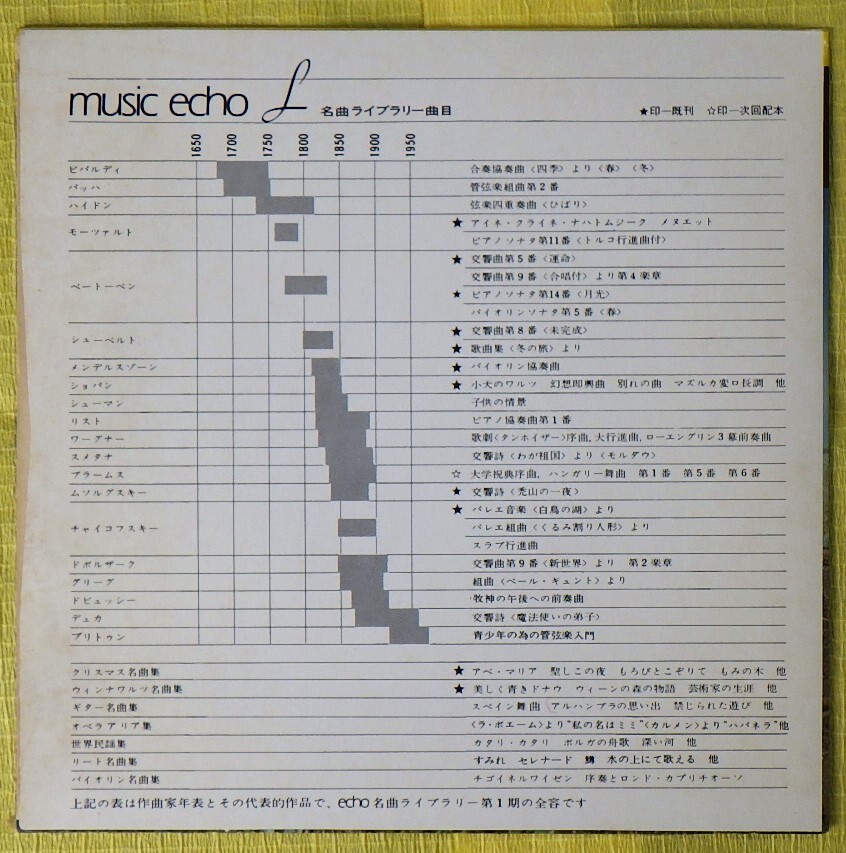 music echo L 名曲ライブラリー曲目 ★印一既刊 ☆印一次回配本
1650 1700 1750 1800 1850 1900 1950
ビバルディ 合奏協奏曲〈四季〉より〈春〉〈冬〉
バッハ 管弦楽組曲第2番
ハイドン 弦楽四重奏曲〈ひばり〉
モーツァルト ★ アイネ・クライネ・ナハトムジーク メヌエット
ピアノソナタ第11番〈トルコ行進曲付〉
ベートーベン ★ 交響曲第5番〈運命〉
交響曲第9番〈合唱付〉より第4楽章
★ ピアノソナタ第14番〈月光〉
バイオリンソナタ第5番〈春〉
シューベルト ★ 交響曲第8番〈未完成〉
★ 歌曲集〈冬の旅〉より
メンデルスゾーン ★ バイオリン協奏曲
ショパン ★ 小犬のワルツ 幻想即興曲 別れの曲 マズルカ変ロ長調 他
シューマン 子供の情景
リスト ピアノ協奏曲第1番
ワーグナー 歌劇〈タンホイザー〉序曲,大行進曲,ローエングリン3幕前奏曲
スメタナ 交響詩〈わが祖国〉より〈モルダウ〉
ブラームス ☆ 大学祝典序曲,ハンガリー舞曲 第1番 第5番 第6番
ムソルグスキー ★ 交響詩〈禿山の一夜〉
チャイコフスキー ★ バレエ音楽〈白鳥の湖〉より
バレエ組曲〈くるみ割り人形〉より
スラブ行進曲
ドボルザーク 交響曲第9番〈新世界〉より 第2楽章
グリーグ 組曲〈ペール・ギュント〉より
ドビュッシー 牧神の午後への前奏曲
デュカ 交響詩〈魔法使いの弟子〉
ブリトゥン 青少年の為の管弦楽入門
クリスマス名曲集 ★ アベ・マリア 聖しこの夜 もろびとこぞりて もみの木 他
ウィンナワルツ名曲集 ★ 美しく青きドナウ ウィーンの森の物語 芸術家の生涯 他
ギター名曲集 スペイン舞曲 アルハンブラの思い出 禁じられた遊び 他
オペラアリア集 〈ラ・ボエーム〉より“私の名はミミ”〈カルメン〉より“ハバネラ”他
世界民謡集 カタリ・カタリ ボルガの舟歌 深い河 他
リート名曲集 すみれ セレナード 鱒 水の上にて歌える 他
バイオリン名曲集 チゴイネルワイゼン 序奏とロンド・カプリチオーソ
上記の表は作曲家年表とその代表的作品で、echo名曲ライブラリー第1期の全容です